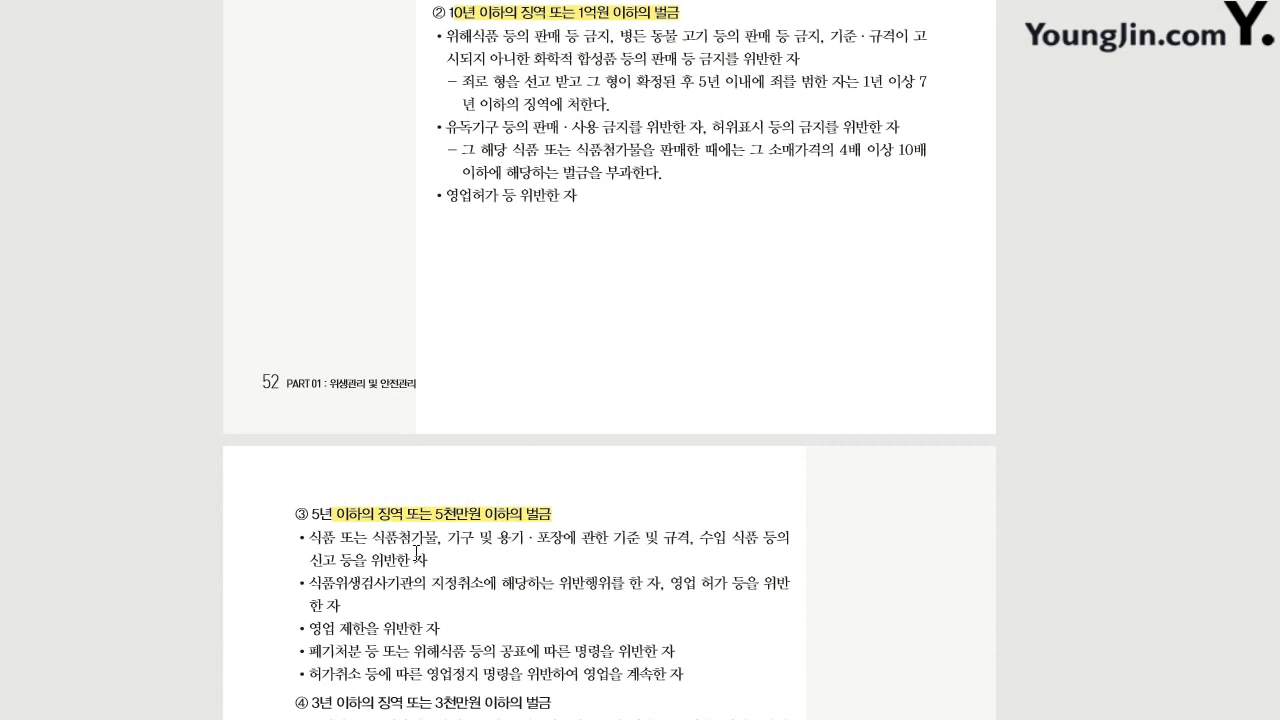 ② 10년 이하의 징역 또는 1억원 이하의 벌금
• 위해식품 등의 판매 등 금지, 병든 동물 고기 등의 판매 등 금지, 기준·규격이 고
시되지 아니한 화학적 합성품 등의 판매 등 금지를 위반한 자
– 죄로 형을 선고 받고 그 형이 확정된 후 5년 이내에 죄를 범한 자는 1년 이상 7
년 이하의 징역에 처한다.
• 유독기구 등의 판매·사용 금지를 위반한 자, 허위표시 등의 금지를 위반한 자
– 그 해당 식품 또는 식품첨가물을 판매한 때에는 그 소매가격의 4배 이상 10배
이하에 해당하는 벌금을 부과한다.
• 영업허가 등 위반한 자
52 PART 01 : 위생관리 및 안전관리
③ 5년 이하의 징역 또는 5천만원 이하의 벌금
• 식품 또는 식품첨가물, 기구 및 용기·포장에 관한 기준 및 규격, 수입 식품 등의
신고 등을 위반한 자
• 식품위생검사기관의 지정취소에 해당하는 위반행위를 한 자, 영업 허가 등을 위반
한 자
• 영업 제한을 위반한 자
• 폐기처분 등 또는 위해식품 등의 공표에 따른 명령을 위반한 자
• 허가취소 등에 따른 영업정지 명령을 위반하여 영업을 계속한 자
④ 3년 이하의 징역 또는 3천만원 이하의 벌금
YoungJin.com Y.